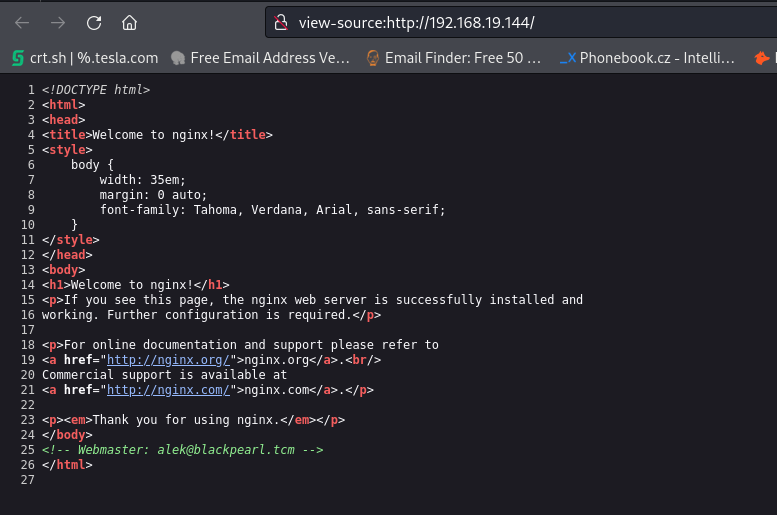 view-source:http://192.168.19.144/
crt.sh | %.tesla.com Free Email Address Ve… Email Finder: Free 50 … Phonebook.cz - Intelli…
1 <!DOCTYPE html>
2 <html>
3 <head>
4 <title>Welcome to nginx!</title>
5 <style>
6     body {
7         width: 35em;
8         margin: 0 auto;
9         font-family: Tahoma, Verdana, Arial, sans-serif;
10     }
11 </style>
12 </head>
13 <body>
14 <h1>Welcome to nginx!</h1>
15 <p>If you see this page, the nginx web server is successfully installed and
16 working. Further configuration is required.</p>
17
18 <p>For online documentation and support please refer to
19 <a href="http://nginx.org/">nginx.org</a>.<br/>
20 Commercial support is available at
21 <a href="http://nginx.com/">nginx.com</a>.</p>
22
23 <p><em>Thank you for using nginx.</em></p>
24 </body>
25 <!-- Webmaster: alek@blackpearl.tcm -->
26 </html>
27